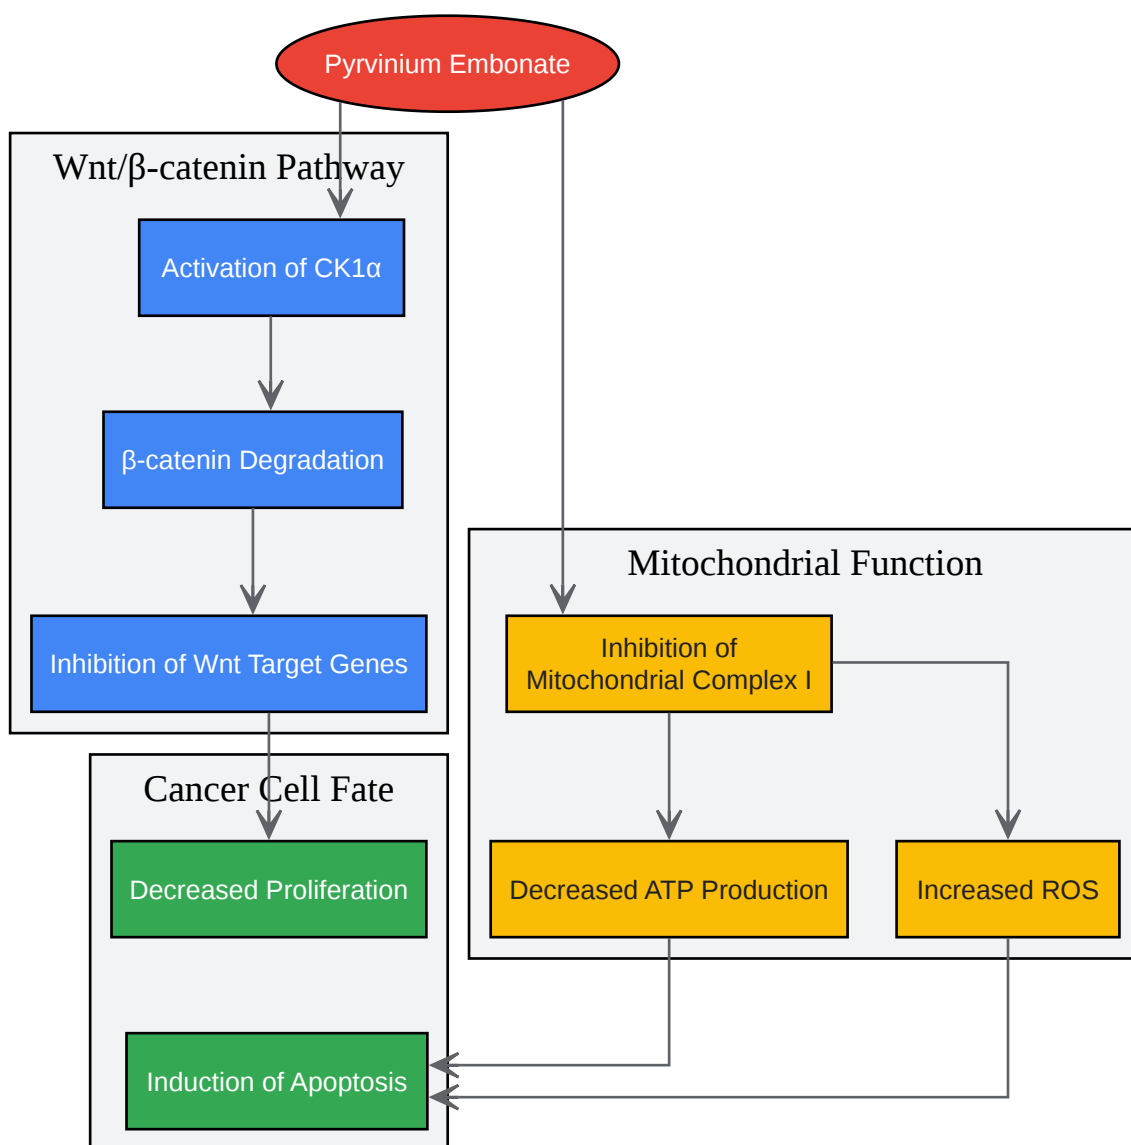 Pyrvinium Embonate
Wnt/β-catenin Pathway
Activation of CK1α
β-catenin Degradation
Inhibition of Wnt Target Genes
Mitochondrial Function
Inhibition of
Mitochondrial Complex I
Decreased ATP Production
Increased ROS
Cancer Cell Fate
Decreased Proliferation
Induction of Apoptosis